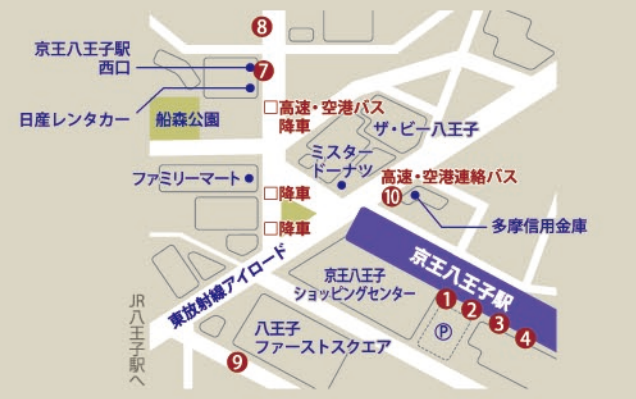 8
京王八王子駅
西口
7
日産レンタカー
船森公園
□高速・空港バス
降車
ザ・ビー八王子
ミスター
ドーナツ
ファミリーマート
高速・空港連絡バス
10
□降車
多摩信用金庫
□降車
京王八王子駅
東放射線アイロード
京王八王子
ショッピングセンター
1
2
3
4
P
JR八王子駅へ
八王子
ファーストスクエア
9